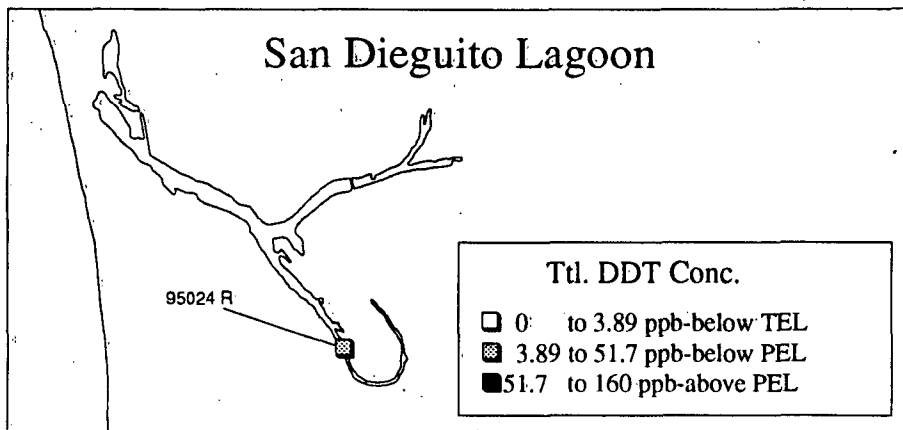 San Dieguito Lagoon
95024 R
Ttl. DDT Conc.
0 to 3.89 ppb-below TEL
3.89 to 51.7 ppb-below PEL
51.7 to 160 ppb-above PEL